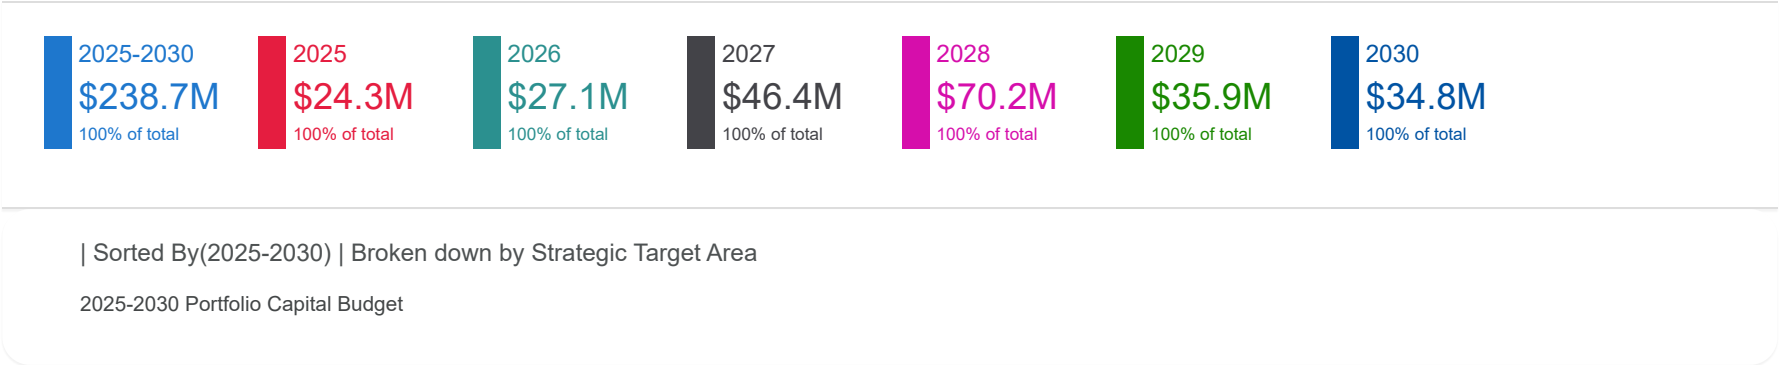 2025-2030
$238.7M
100% of total
2025
$24.3M
100% of total
2026
$27.1M
100% of total
2027
$46.4M
100% of total
2028
$70.2M
100% of total
2029
$35.9M
100% of total
2030
$34.8M
100% of total
| Sorted By(2025-2030) | Broken down by Strategic Target Area
2025-2030 Portfolio Capital Budget